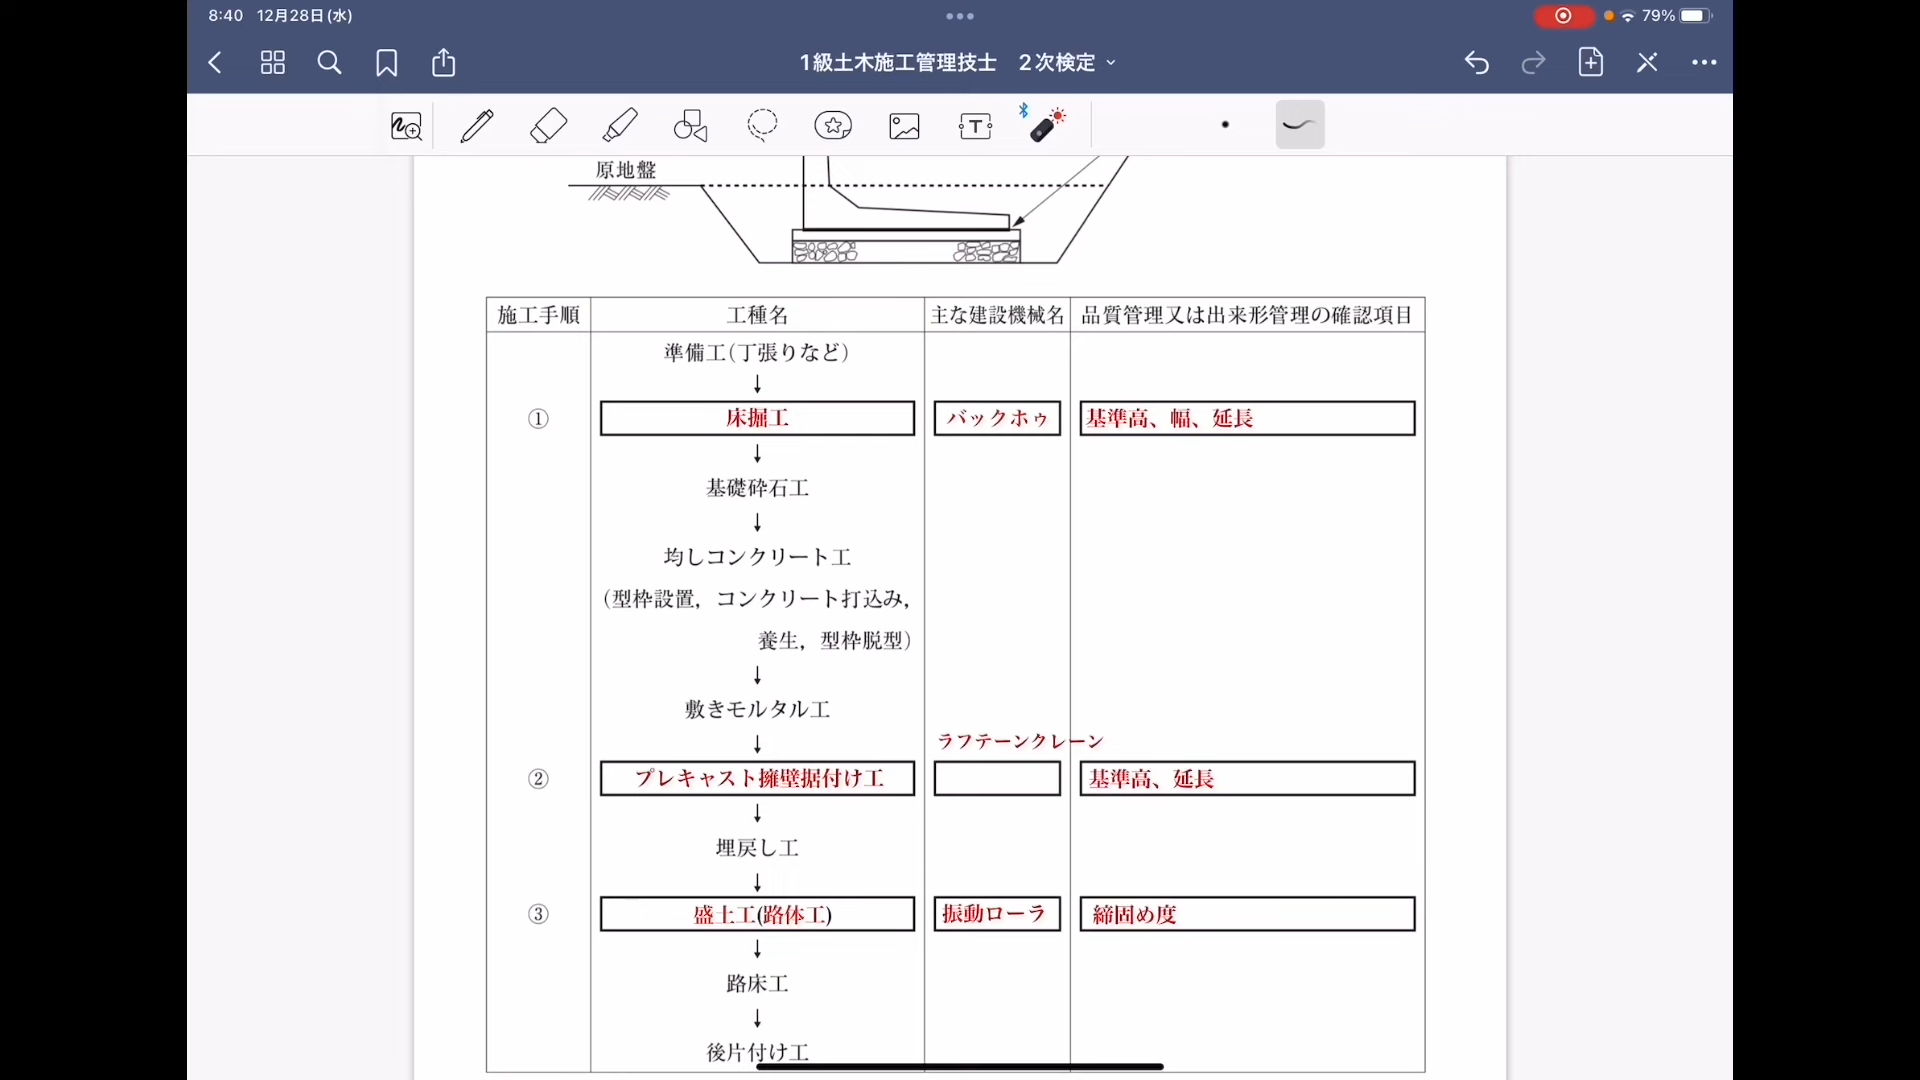 8:40 12月28日(水)
79%
1級土木施工管理技士 2次検定
原地盤
施工手順 工種名 主な建設機械名 品質管理又は出来形管理の確認項目
準備工(丁張りなど)
↓
① 床掘工 バックホゥ 基準高、幅、延長
↓
基礎砕石工
↓
均しコンクリート工
(型枠設置，コンクリート打込み，
養生，型枠脱型)
↓
敷きモルタル工
↓ ラフテーンクレーン
② プレキャスト擁壁据付け工 基準高、延長
↓
埋戻し工
↓
③ 盛土工(路体工) 振動ローラ 締固め度
↓
路床工
↓
後片付け工